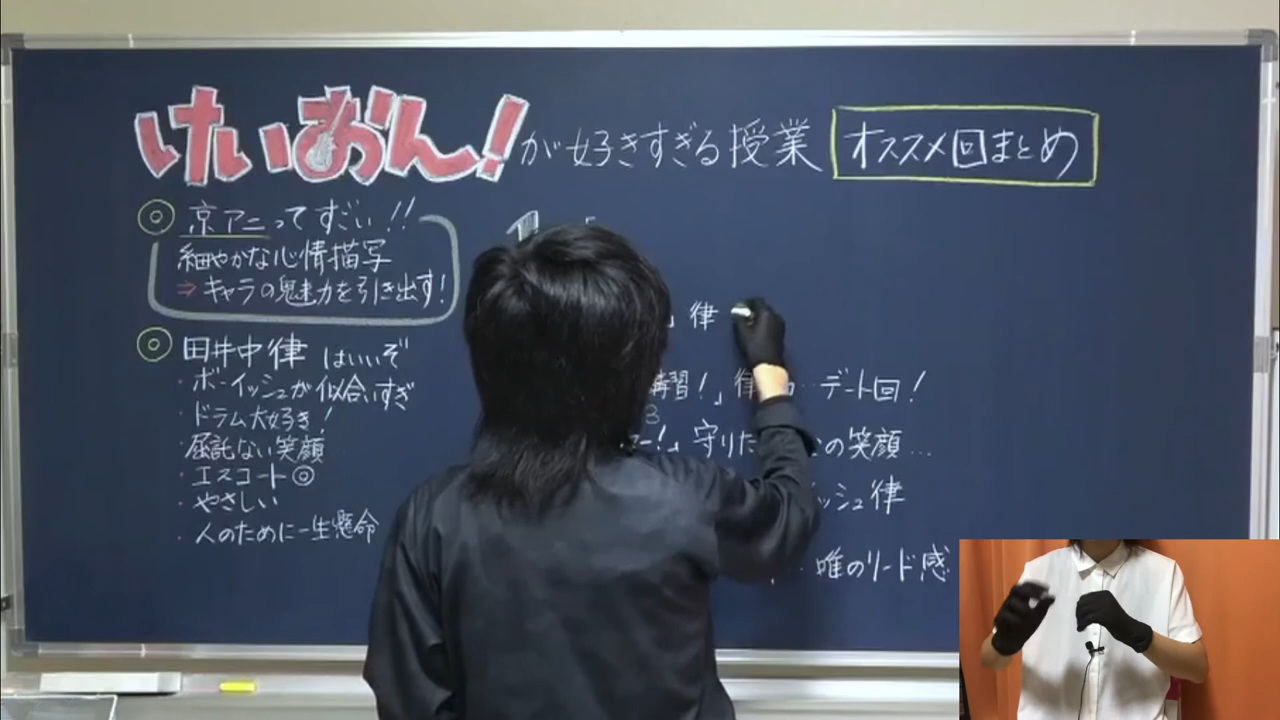 けいおん!が好きすぎる授業 オススメ回まとめ
◎ 京アニってすごい!!
細やかな心情描写
⇒ キャラの魅力を引き出す!
◎ 田井中律 はいいぞ
・ボーイッシュが似合いすぎ
・ドラム大好き!
・屈託ない笑顔
・エスコート◎
・やさしい
・人のために一生懸命
」律
講習!」律 デート回!
ー!」守りた の笑顔…
ッシュ律
唯のリード感